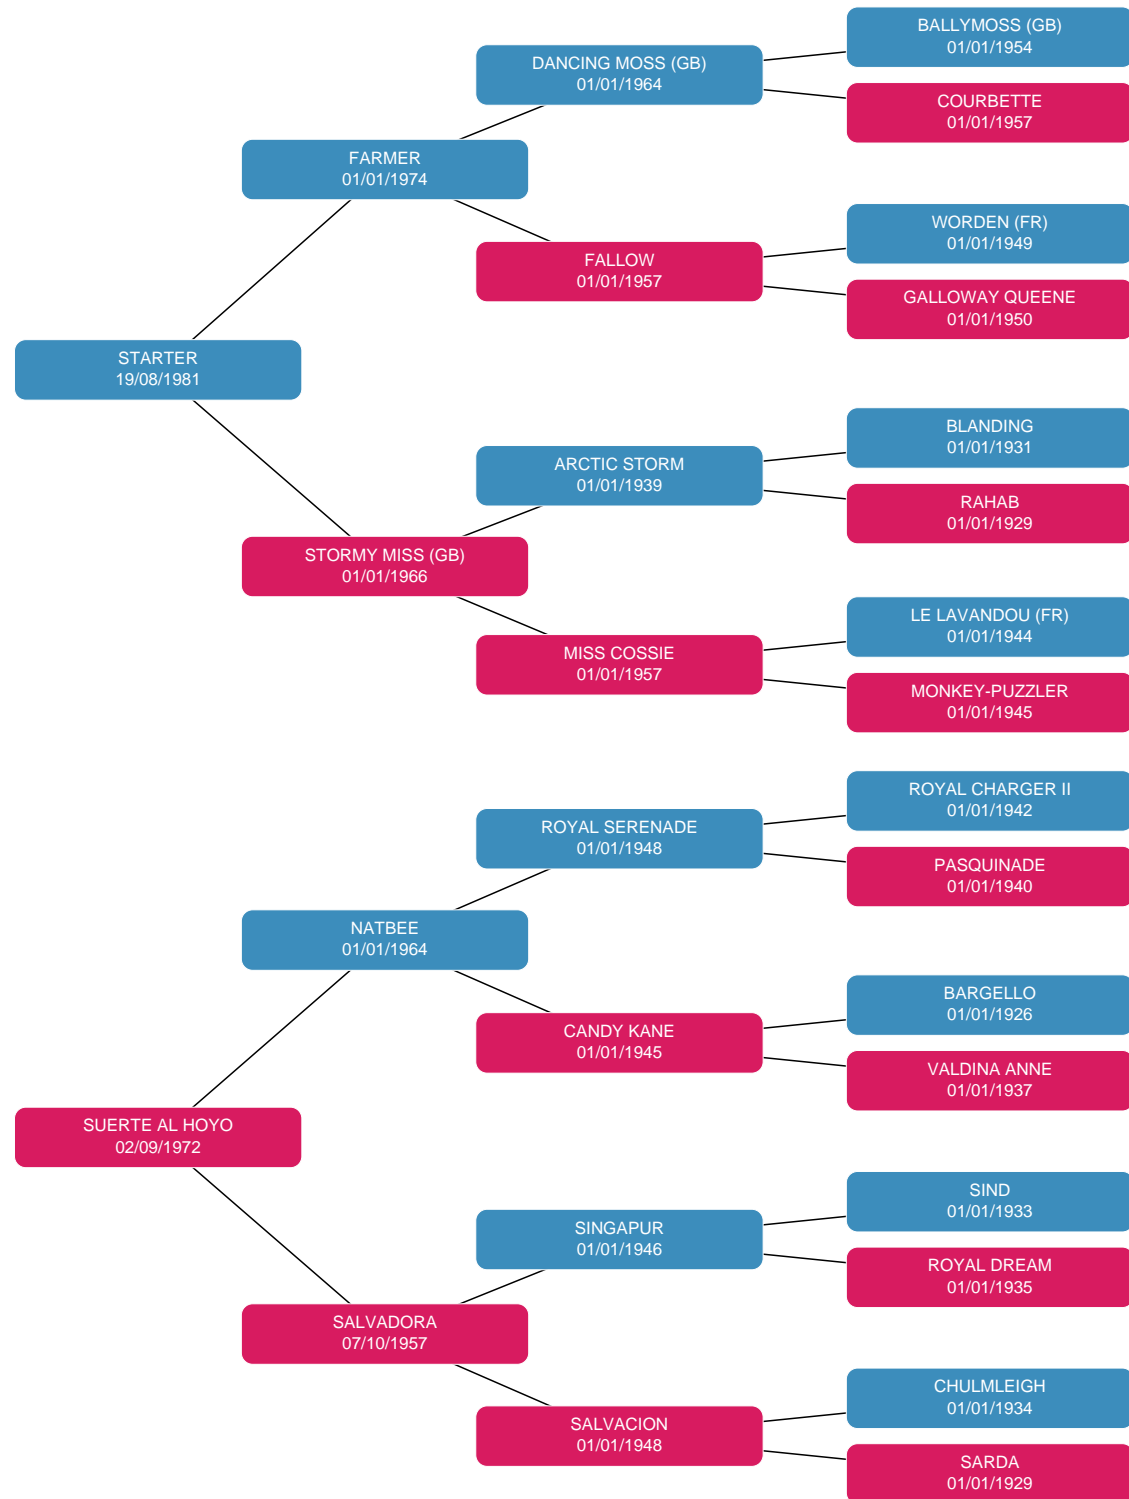 BALLYMOSS (GB)
01/01/1954
DANCING MOSS (GB)
01/01/1964
COURBETTE
01/01/1957
FARMER
01/01/1974
WORDEN (FR)
01/01/1949
FALLOW
01/01/1957
GALLOWAY QUEENE
01/01/1950
STARTER
19/08/1981
BLANDING
01/01/1931
ARCTIC STORM
01/01/1939
RAHAB
01/01/1929
STORMY MISS (GB)
01/01/1966
LE LAVANDOU (FR)
01/01/1944
MISS COSSIE
01/01/1957
MONKEY-PUZZLER
01/01/1945
ROYAL CHARGER II
01/01/1942
ROYAL SERENADE
01/01/1948
PASQUINADE
01/01/1940
NATBEE
01/01/1964
BARGELLO
01/01/1926
CANDY KANE
01/01/1945
VALDINA ANNE
01/01/1937
SUERTE AL HOYO
02/09/1972
SIND
01/01/1933
SINGAPUR
01/01/1946
ROYAL DREAM
01/01/1935
SALVADORA
07/10/1957
CHULMLEIGH
01/01/1934
SALVACION
01/01/1948
SARDA
01/01/1929